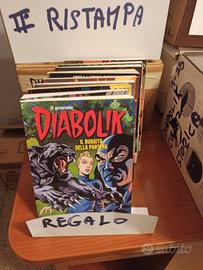 II RISTAMPA
il grande
DIABOLIK
IL RUGGITO
DELLA PANTERA
REGALO
subito